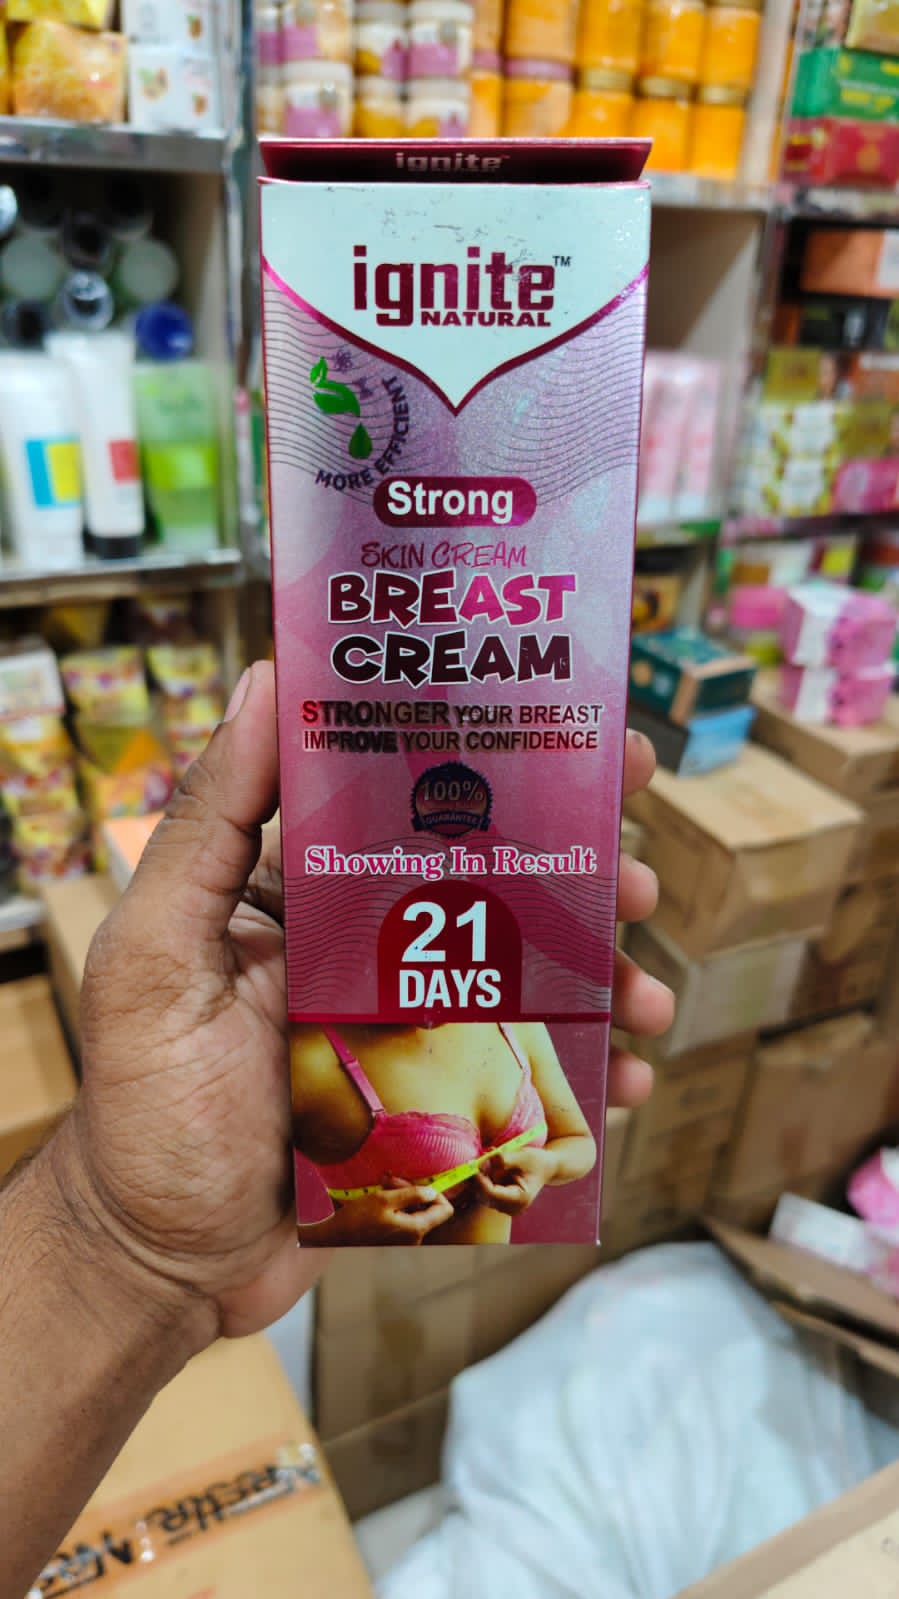 ignite™
ignite™
NATURAL
MORE EFFICIENT
Strong
SKIN CREAM
BREAST
CREAM
STRONGER YOUR BREAST
IMPROVE YOUR CONFIDENCE
100%
GUARANTEE
Showing In Result
21
DAYS